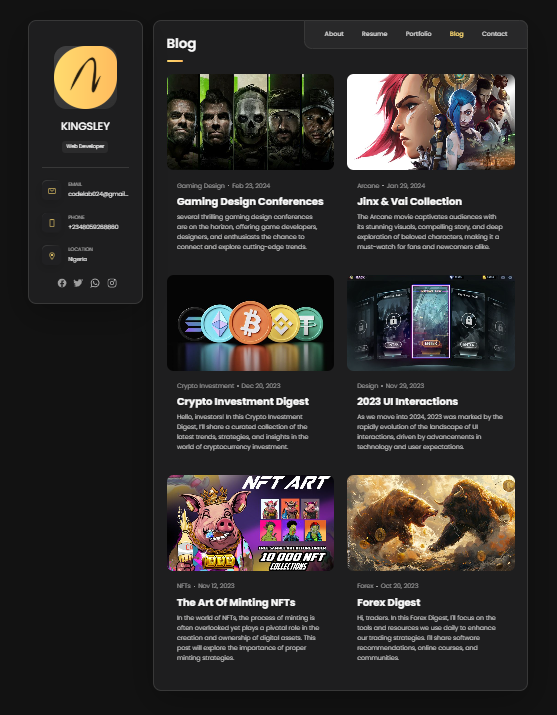 KINGSLEY
Web Developer
EMAIL
codelab024@gmail...
PHONE
+2348059288860
LOCATION
Nigeria
About Resume Portfolio Blog Contact
Blog
Gaming Design • Feb 23, 2024
Gaming Design Conferences
several thrilling gaming design conferences
are on the horizon, offering game developers,
designers, and enthusiasts the chance to
connect and explore cutting-edge trends.
Arcane • Jan 29, 2024
Jinx & Vai Collection
The Arcane movie captivates audiences with
its stunning visuals, compelling story, and deep
exploration of beloved characters, making it a
must-watch for fans and newcomers alike.
Crypto Investment • Dec 20, 2023
Crypto Investment Digest
Hello, investors! In this Crypto Investment
Digest, I'll share a curated collection of the
latest trends, strategies, and insights in the
world of cryptocurrency investment.
Design • Nov 29, 2023
2023 UI Interactions
As we move into 2024, 2023 was marked by the
rapidly evolution of the landscape of UI
interactions, driven by advancements in
technology and user expectations.
NFT ART
10 000 NFT
COLLECTIONS
NFTs • Nov 12, 2023
The Art Of Minting NFTs
In the world of NFTs, the process of minting is
often overlooked yet plays a pivotal role in the
creation and ownership of digital assets. This
post will explore the importance of proper
minting strategies.
Forex • Oct 20, 2023
Forex Digest
Hi, traders. In this Forex Digest, I'll focus on the
tools and resources we use daily to enhance
our trading strategies. I'll share software
recommendations, online courses, and
communities.